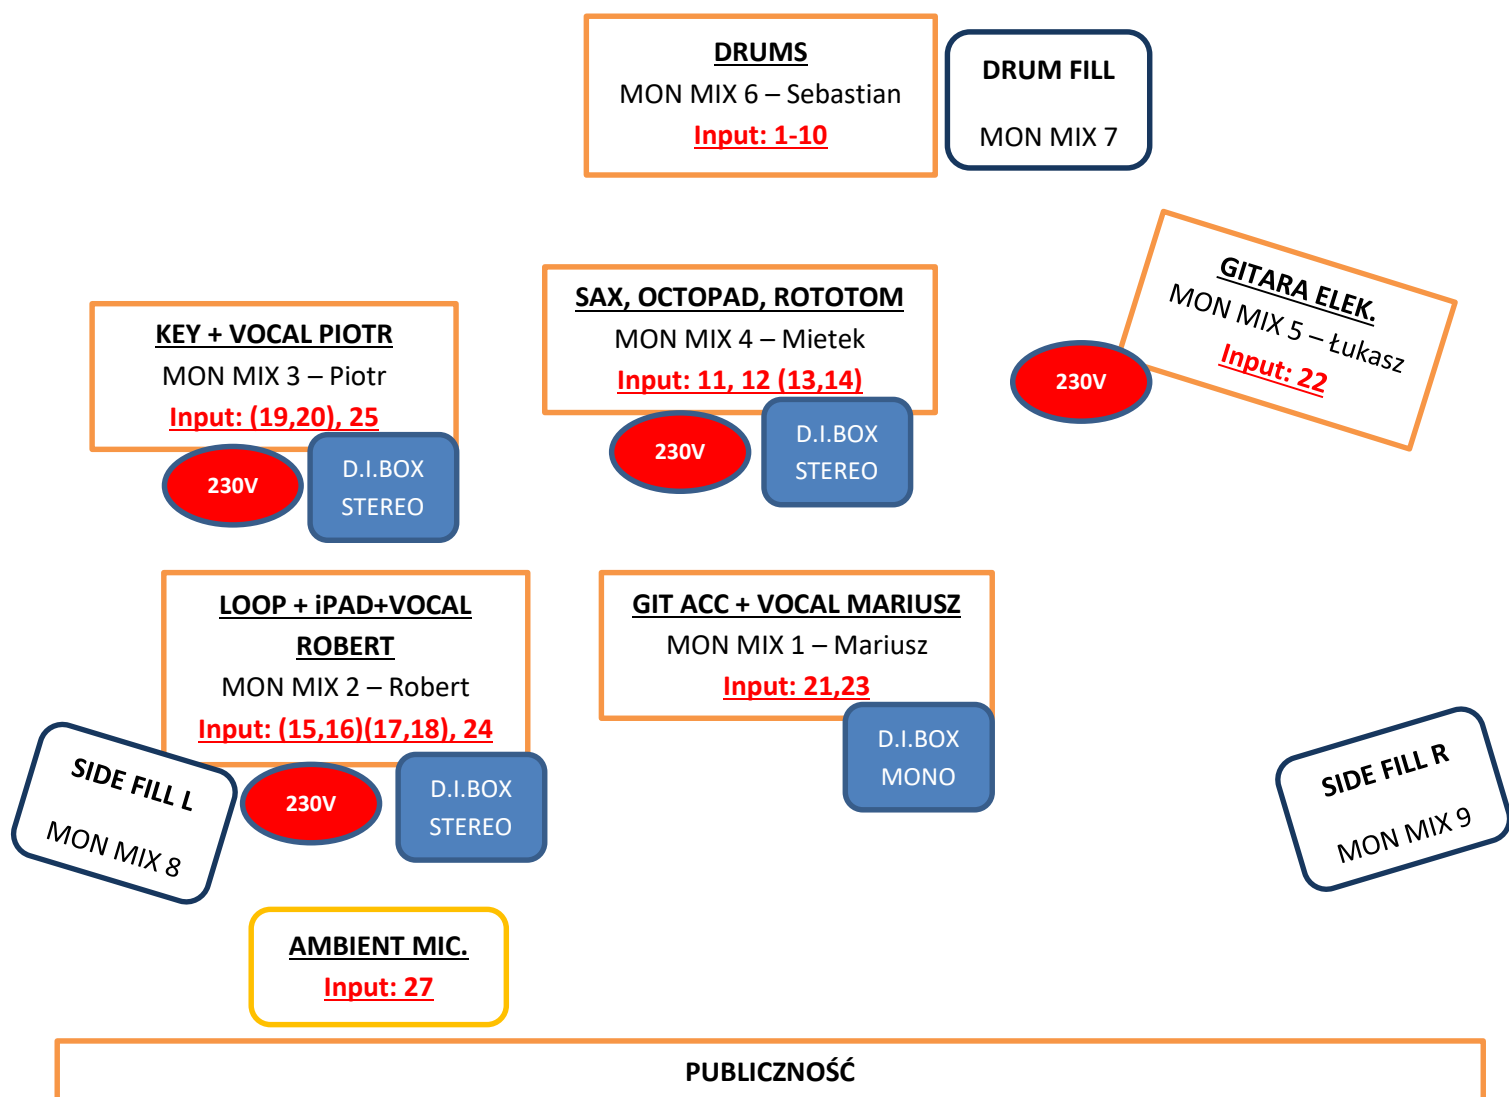 DRUMS
MON MIX 6 – Sebastian
Input: 1-10
DRUM FILL
MON MIX 7
KEY + VOCAL PIOTR
MON MIX 3 – Piotr
Input: (19,20), 25
230V
D.I.BOX
STEREO
SAX, OCTOPAD, ROTOTOM
MON MIX 4 – Mietek
Input: 11, 12 (13,14)
230V
D.I.BOX
STEREO
GITARA ELEK.
MON MIX 5 – Łukasz
Input: 22
230V
LOOP + iPAD+VOCAL
ROBERT
MON MIX 2 – Robert
Input: (15,16)(17,18), 24
230V
D.I.BOX
STEREO
GIT ACC + VOCAL MARIUSZ
MON MIX 1 – Mariusz
Input: 21,23
D.I.BOX
MONO
SIDE FILL L
MON MIX 8
SIDE FILL R
MON MIX 9
AMBIENT MIC.
Input: 27
PUBLICZNOŚĆ